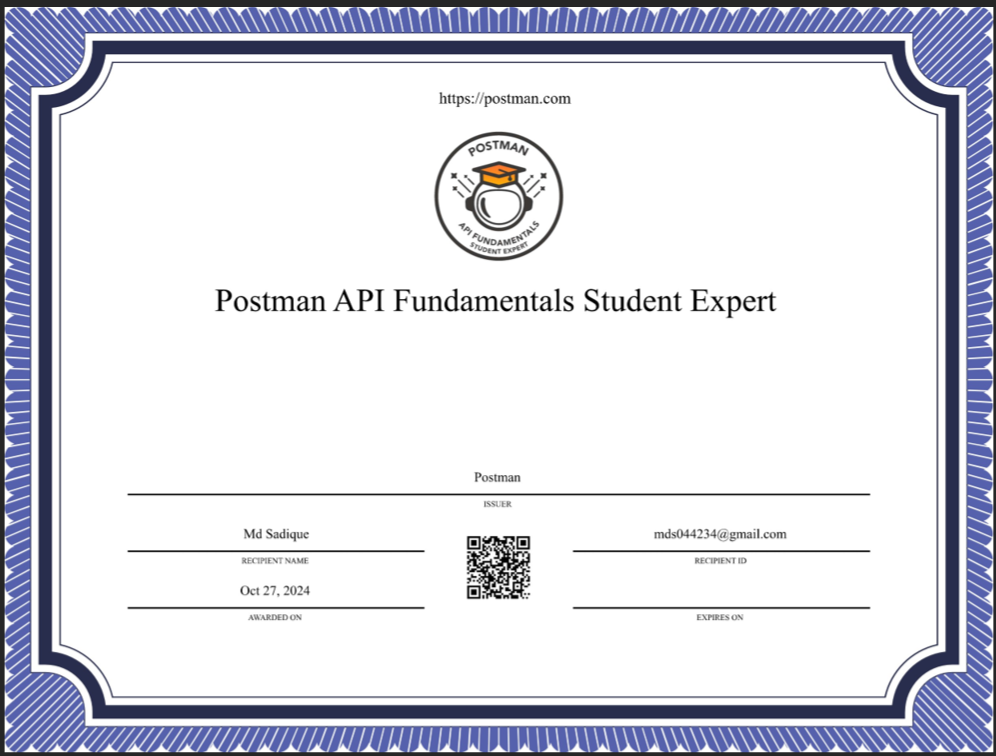 https://postman.com
POSTMAN
API FUNDAMENTALS
STUDENT EXPERT
Postman API Fundamentals Student Expert
Postman
ISSUER
Md Sadique
mds044234@gmail.com
RECIPIENT NAME
RECIPIENT ID
Oct 27, 2024
AWARDED ON
EXPIRES ON